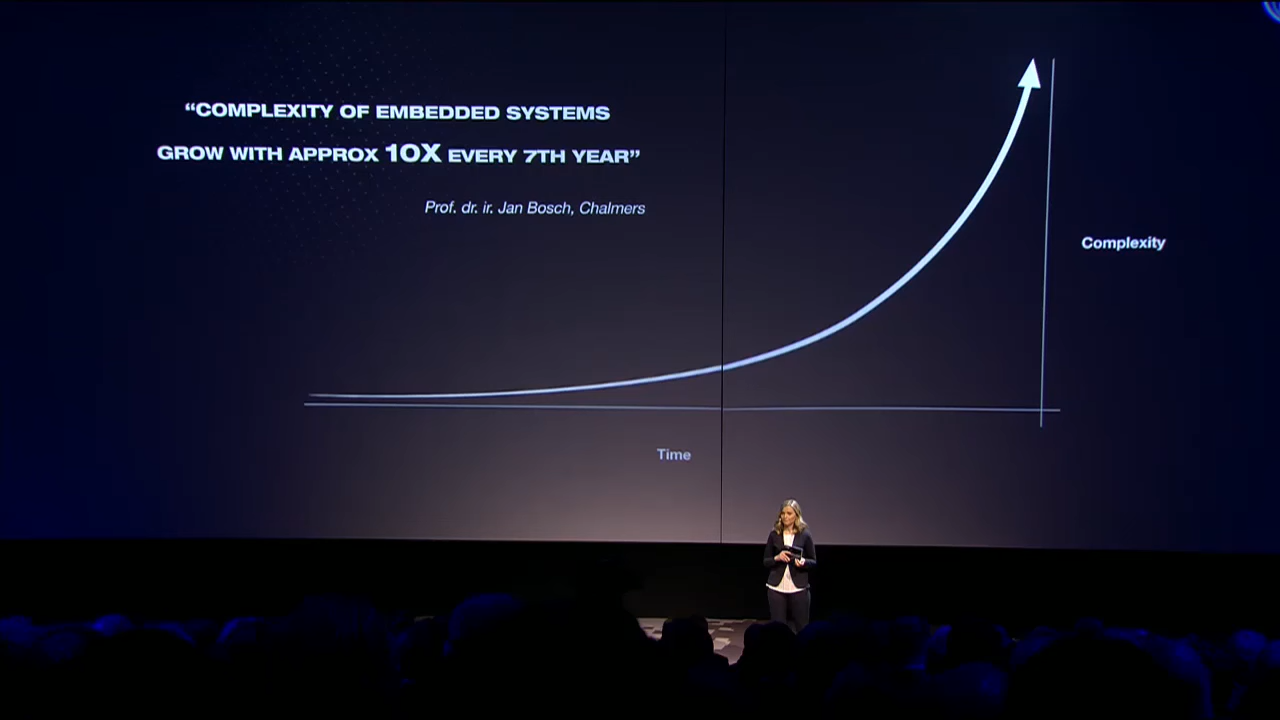 “COMPLEXITY OF EMBEDDED SYSTEMS
GROW WITH APPROX 10X EVERY 7TH YEAR”
Prof. dr. ir. Jan Bosch, Chalmers
Complexity
Time